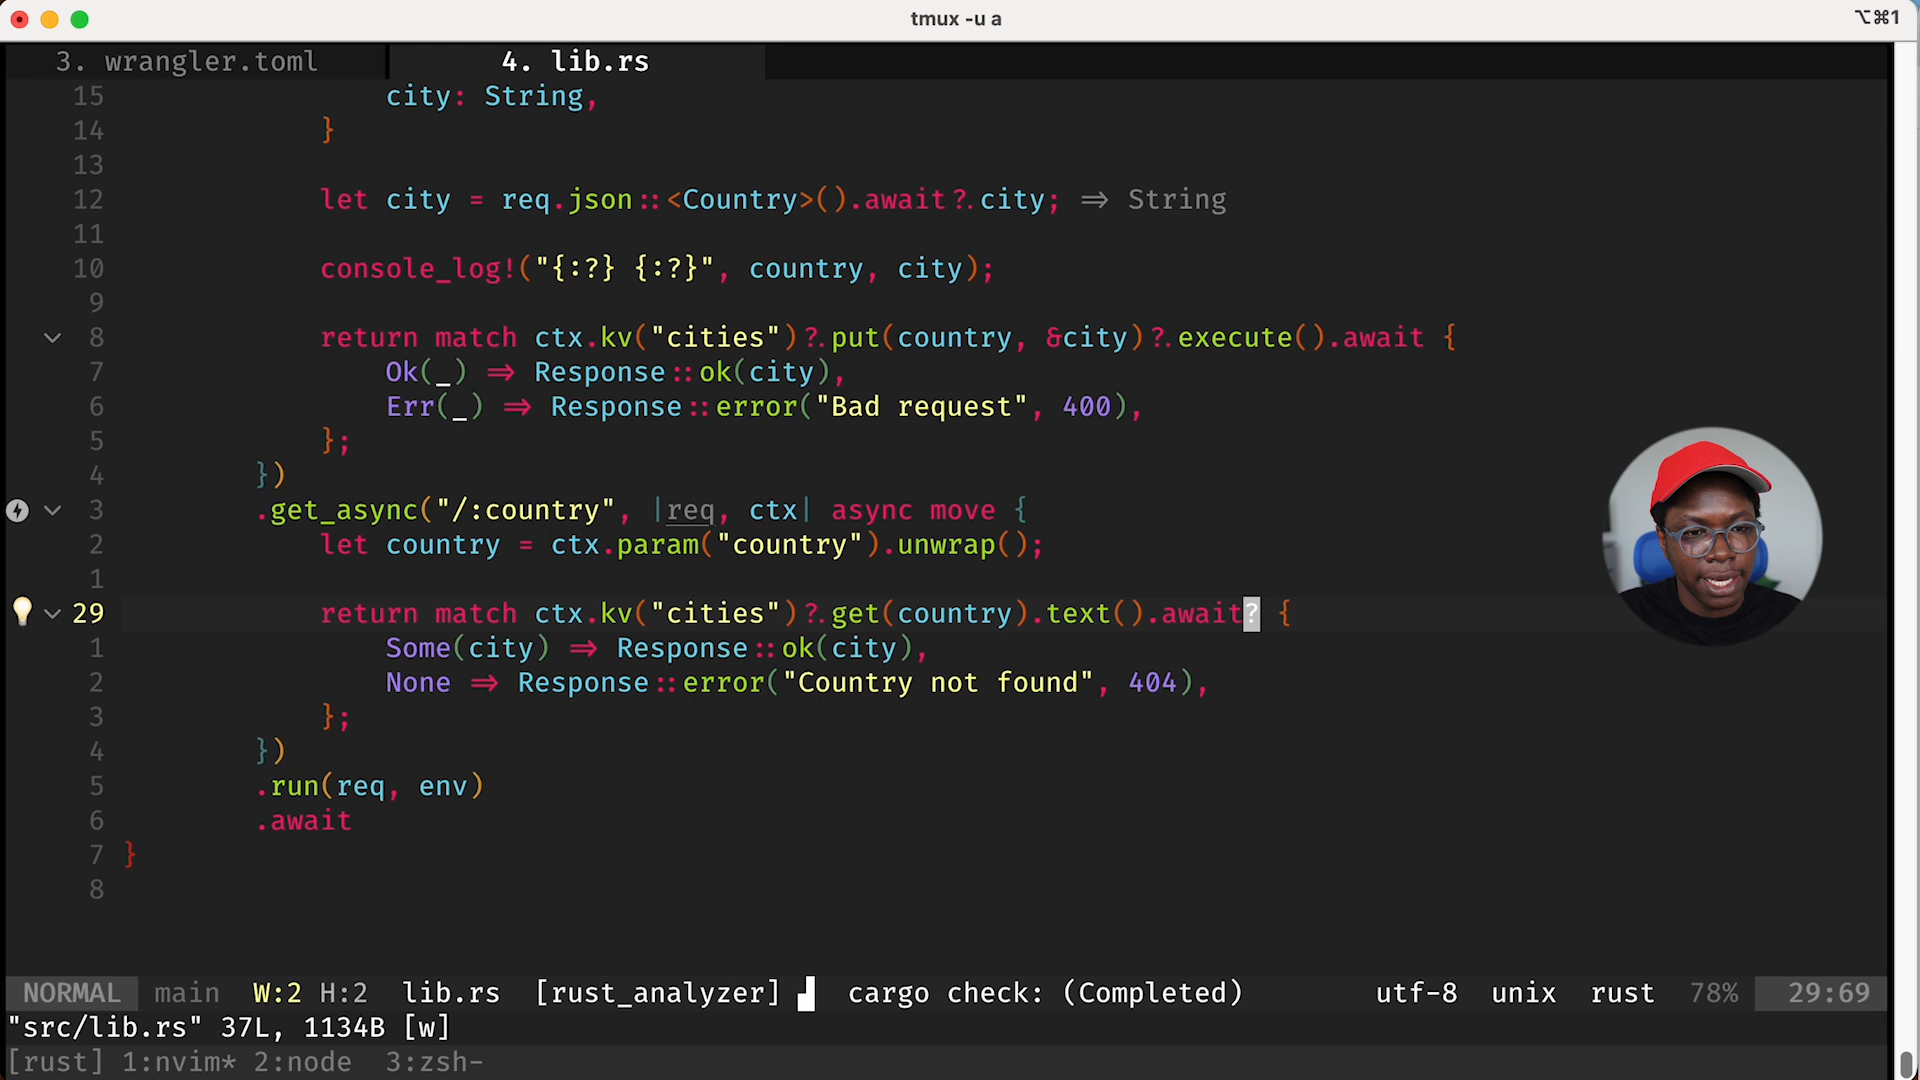 tmux -u a
⌥⌘1
3. wrangler.toml 4. lib.rs
15 city: String,
14 }
13
12 let city = req.json::<Country>().await?.city; => String
11
10 console_log!("{:?} {:?}", country, city);
9
8 return match ctx.kv("cities")?.put(country, &city)?.execute().await {
7 Ok(_) => Response::ok(city),
6 Err(_) => Response::error("Bad request", 400),
5 };
4 })
3 .get_async("/:country", |req, ctx| async move {
2 let country = ctx.param("country").unwrap();
1
29 return match ctx.kv("cities")?.get(country).text().await? {
1 Some(city) => Response::ok(city),
2 None => Response::error("Country not found", 404),
3 };
4 })
5 .run(req, env)
6 .await
7 }
8
NORMAL main W:2 H:2 lib.rs [rust_analyzer] cargo check: (Completed) utf-8 unix rust 78% 29:69
"src/lib.rs" 37L, 1134B [w]
[rust] 1:nvim* 2:node 3:zsh-